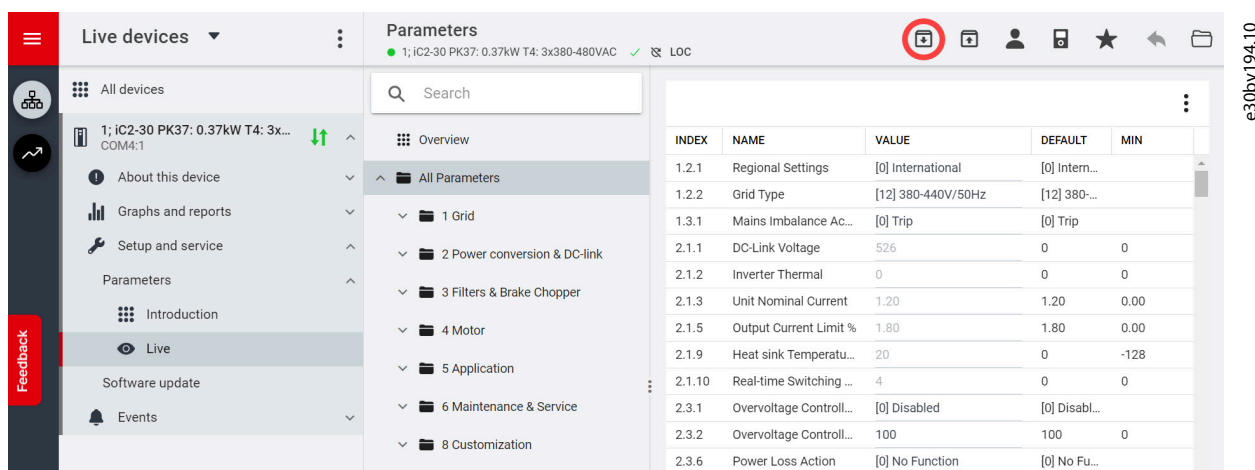 Live devices
Parameters
1; iC2-30 PK37: 0.37kW T4: 3x380-480VAC LOC
All devices
1; iC2-30 PK37: 0.37kW T4: 3x...
COM4:1
About this device
Graphs and reports
Setup and service
Parameters
Introduction
Live
Software update
Events
Feedback
Search
Overview
All Parameters
1 Grid
2 Power conversion & DC-link
3 Filters & Brake Chopper
4 Motor
5 Application
6 Maintenance & Service
8 Customization
INDEX NAME VALUE DEFAULT MIN
1.2.1 Regional Settings [0] International [0] Intern...
1.2.2 Grid Type [12] 380-440V/50Hz [12] 380-...
1.3.1 Mains Imbalance Ac... [0] Trip [0] Trip
2.1.1 DC-Link Voltage 526 0 0
2.1.2 Inverter Thermal 0 0 0
2.1.3 Unit Nominal Current 1.20 1.20 0.00
2.1.5 Output Current Limit % 1.80 1.80 0.00
2.1.9 Heat sink Temperatu... 20 0 -128
2.1.10 Real-time Switching ... 4 0 0
2.3.1 Overvoltage Controll... [0] Disabled [0] Disabl...
2.3.2 Overvoltage Controll... 100 100 0
2.3.6 Power Loss Action [0] No Function [0] No Fu...
e30by194.10